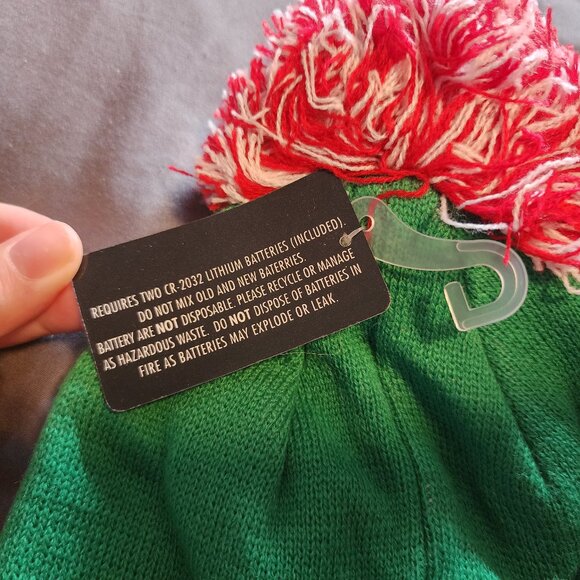 REQUIRES TWO CR-2032 LITHIUM BATTERIES (INCLUDED).
DO NOT MIX OLD AND NEW BATERRIES.
BATTERY ARE NOT DISPOSABLE. PLEASE RECYCLE OR MANAGE
AS HAZARDOUS WASTE. DO NOT DISPOSE OF BATTERIES IN
FIRE AS BATTERIES MAY EXPLODE OR LEAK.